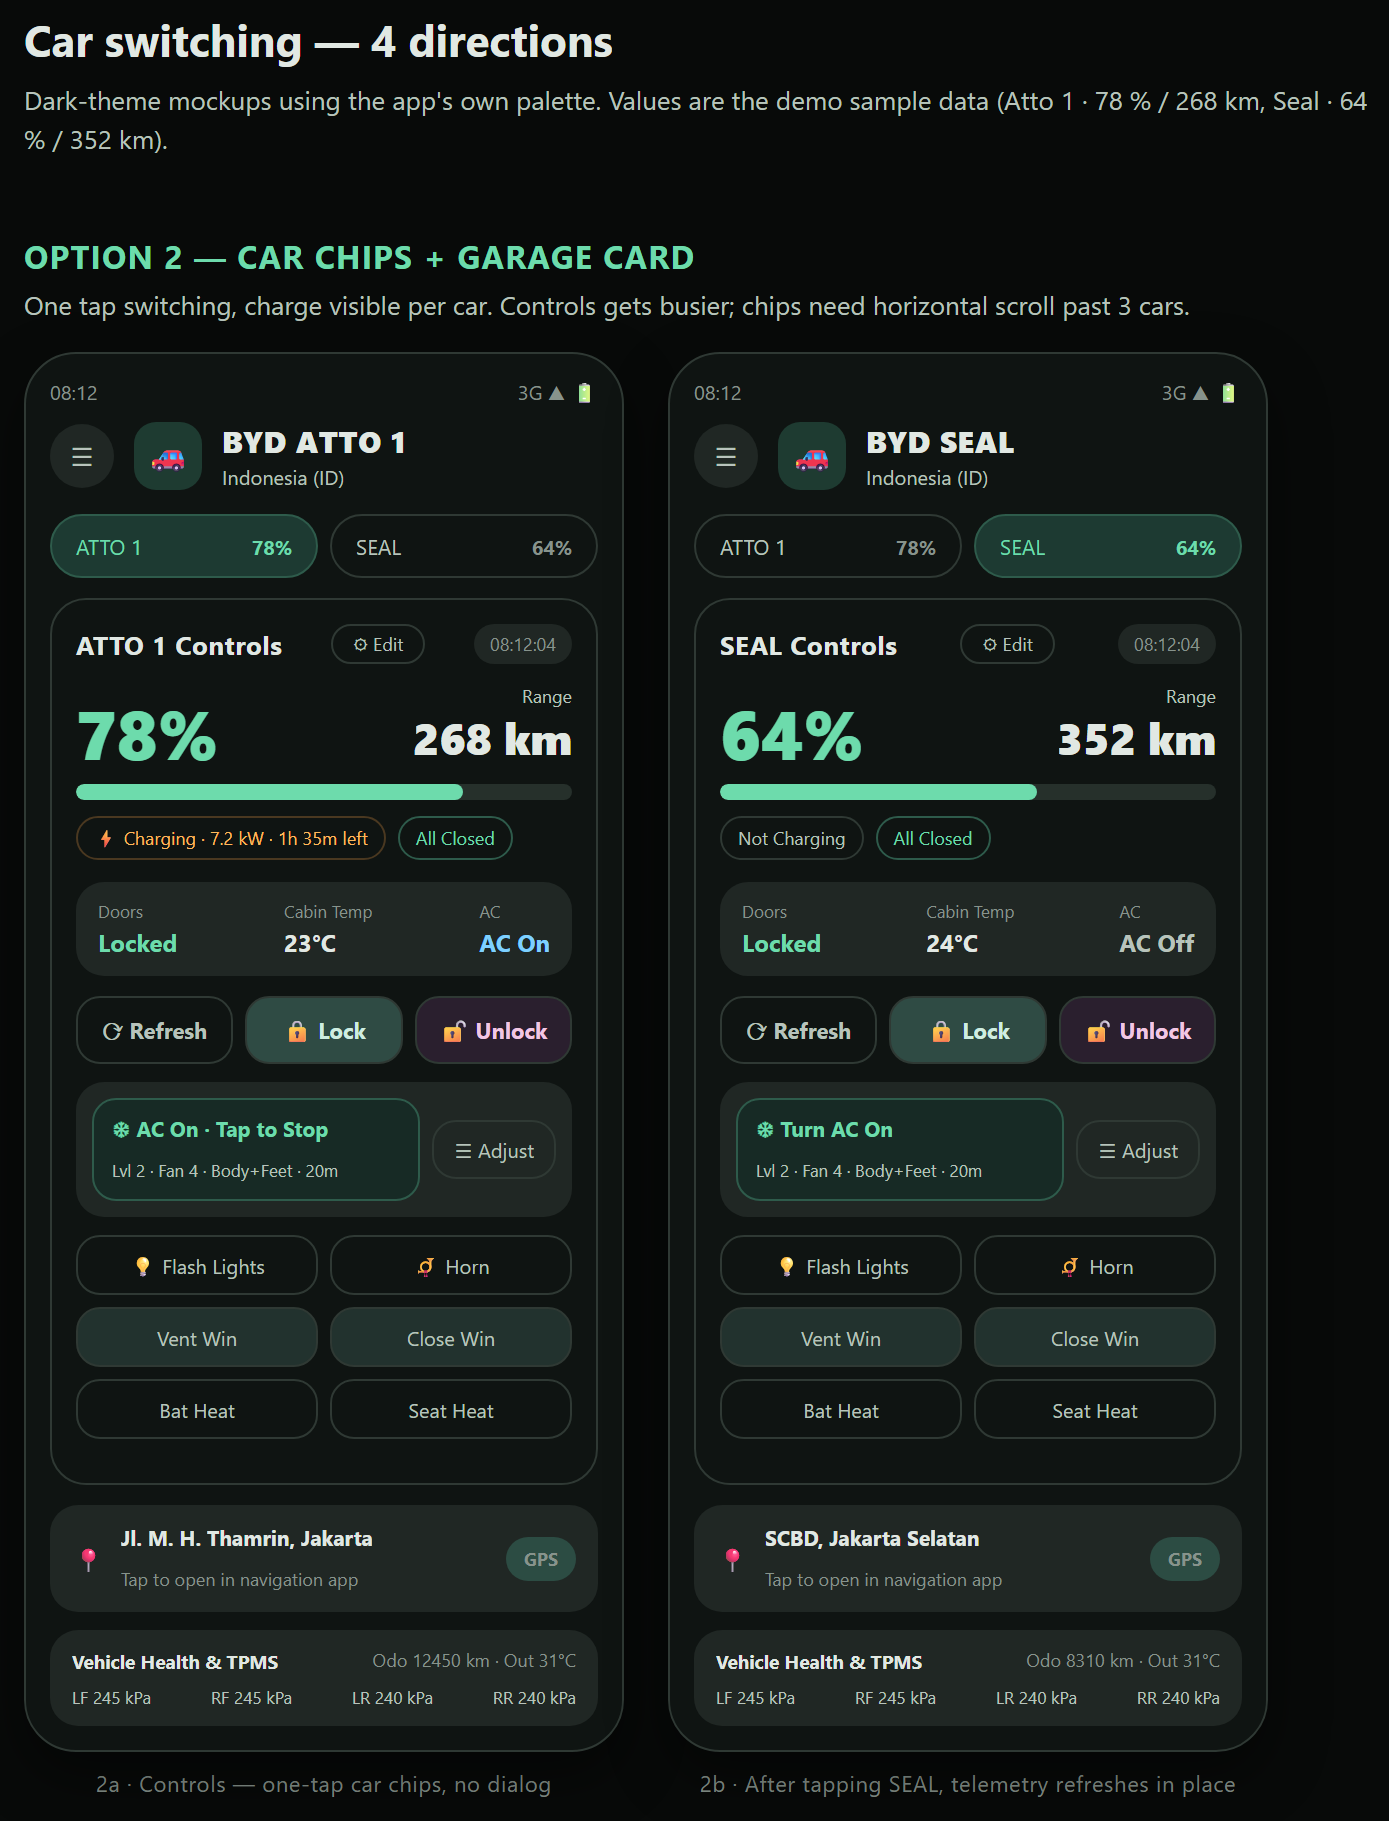 Car switching — 4 directions
Dark-theme mockups using the app's own palette. Values are the demo sample data (Atto 1 · 78 % / 268 km, Seal · 64
% / 352 km).
OPTION 2 — CAR CHIPS + GARAGE CARD
One tap switching, charge visible per car. Controls gets busier; chips need horizontal scroll past 3 cars.
08:12
3G
BYD ATTO 1
Indonesia (ID)
ATTO 1 78%
SEAL 64%
ATTO 1 Controls
Edit
08:12:04
Range
78%
268 km
Charging · 7.2 kW · 1h 35m left
All Closed
Doors
Cabin Temp
AC
Locked
23°C
AC On
Refresh
Lock
Unlock
AC On · Tap to Stop
Lvl 2 · Fan 4 · Body+Feet · 20m
Adjust
Flash Lights
Horn
Vent Win
Close Win
Bat Heat
Seat Heat
Jl. M. H. Thamrin, Jakarta
Tap to open in navigation app
GPS
Vehicle Health & TPMS
Odo 12450 km · Out 31°C
LF 245 kPa
RF 245 kPa
LR 240 kPa
RR 240 kPa
2a · Controls — one-tap car chips, no dialog
08:12
3G
BYD SEAL
Indonesia (ID)
ATTO 1 78%
SEAL 64%
SEAL Controls
Edit
08:12:04
Range
64%
352 km
Not Charging
All Closed
Doors
Cabin Temp
AC
Locked
24°C
AC Off
Refresh
Lock
Unlock
Turn AC On
Lvl 2 · Fan 4 · Body+Feet · 20m
Adjust
Flash Lights
Horn
Vent Win
Close Win
Bat Heat
Seat Heat
SCBD, Jakarta Selatan
Tap to open in navigation app
GPS
Vehicle Health & TPMS
Odo 8310 km · Out 31°C
LF 245 kPa
RF 245 kPa
LR 240 kPa
RR 240 kPa
2b · After tapping SEAL, telemetry refreshes in place